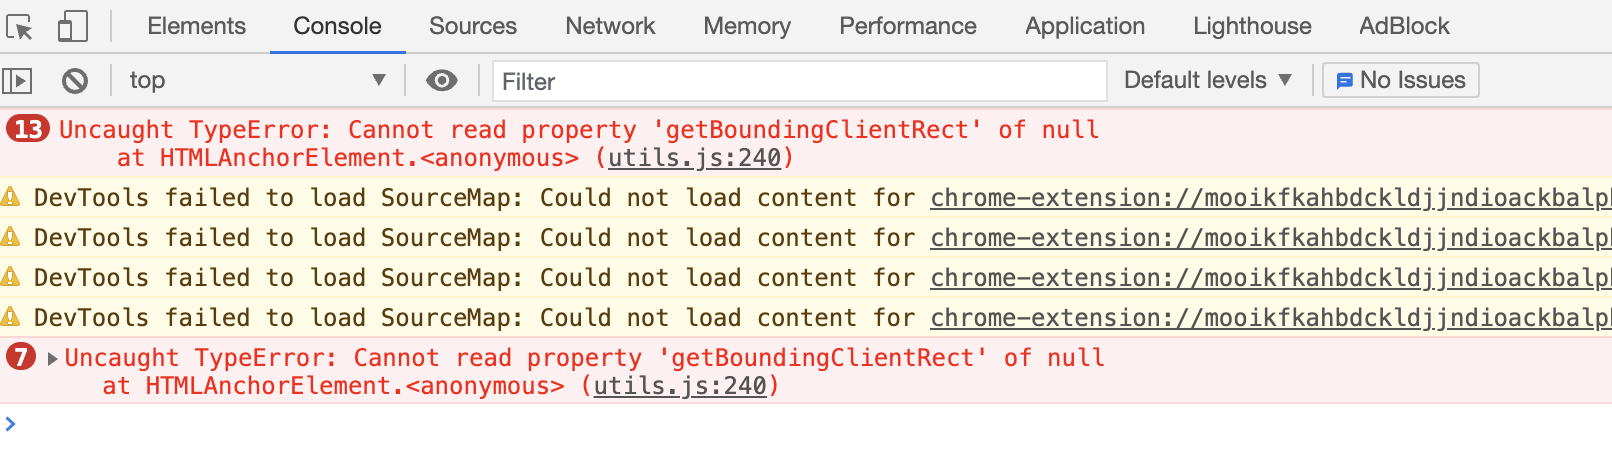 Elements Console Sources Network Memory Performance Application Lighthouse AdBlock
top Filter Default levels No Issues
13 Uncaught TypeError: Cannot read property 'getBoundingClientRect' of null
at HTMLAnchorElement.<anonymous> (utils.js:240)
DevTools failed to load SourceMap: Could not load content for chrome-extension://mooikfkahbdckldjjndioackbalp
DevTools failed to load SourceMap: Could not load content for chrome-extension://mooikfkahbdckldjjndioackbalp
DevTools failed to load SourceMap: Could not load content for chrome-extension://mooikfkahbdckldjjndioackbalp
DevTools failed to load SourceMap: Could not load content for chrome-extension://mooikfkahbdckldjjndioackbalp
7 Uncaught TypeError: Cannot read property 'getBoundingClientRect' of null
at HTMLAnchorElement.<anonymous> (utils.js:240)